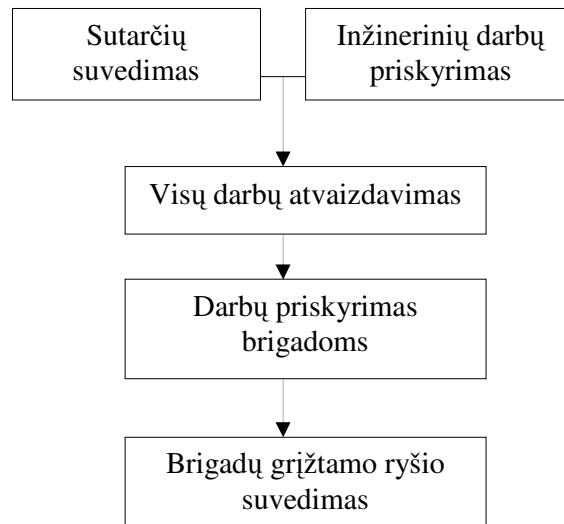 Sutarčių
suvedimas
Inžinerinių darbų
priskyrimas
Visų darbų atvaizdavimas
Darbų priskyrimas
brigadoms
Brigadų grįžtamo ryšio
suvedimas